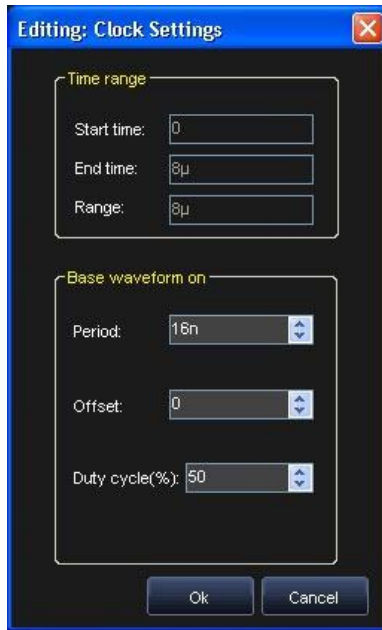 Editing: Clock Settings
Time range
Start time: 0
End time: 8µ
Range: 8µ
Base waveform on
Period: 16n
Offset: 0
Duty cycle(%): 50
Ok Cancel